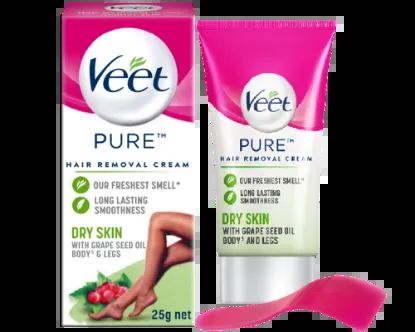 Veet
PURE™
HAIR REMOVAL CREAM
OUR FRESHEST SMELL*
LONG LASTING
SMOOTHNESS
DRY SKIN
WITH GRAPE SEED OIL
BODY§ & LEGS
25g net
Veet
PURE™
HAIR REMOVAL CREAM
OUR FRESHEST SMELL*
LONG LASTING
SMOOTHNESS
DRY SKIN
WITH GRAPE SEED OIL
BODY§ AND LEGS